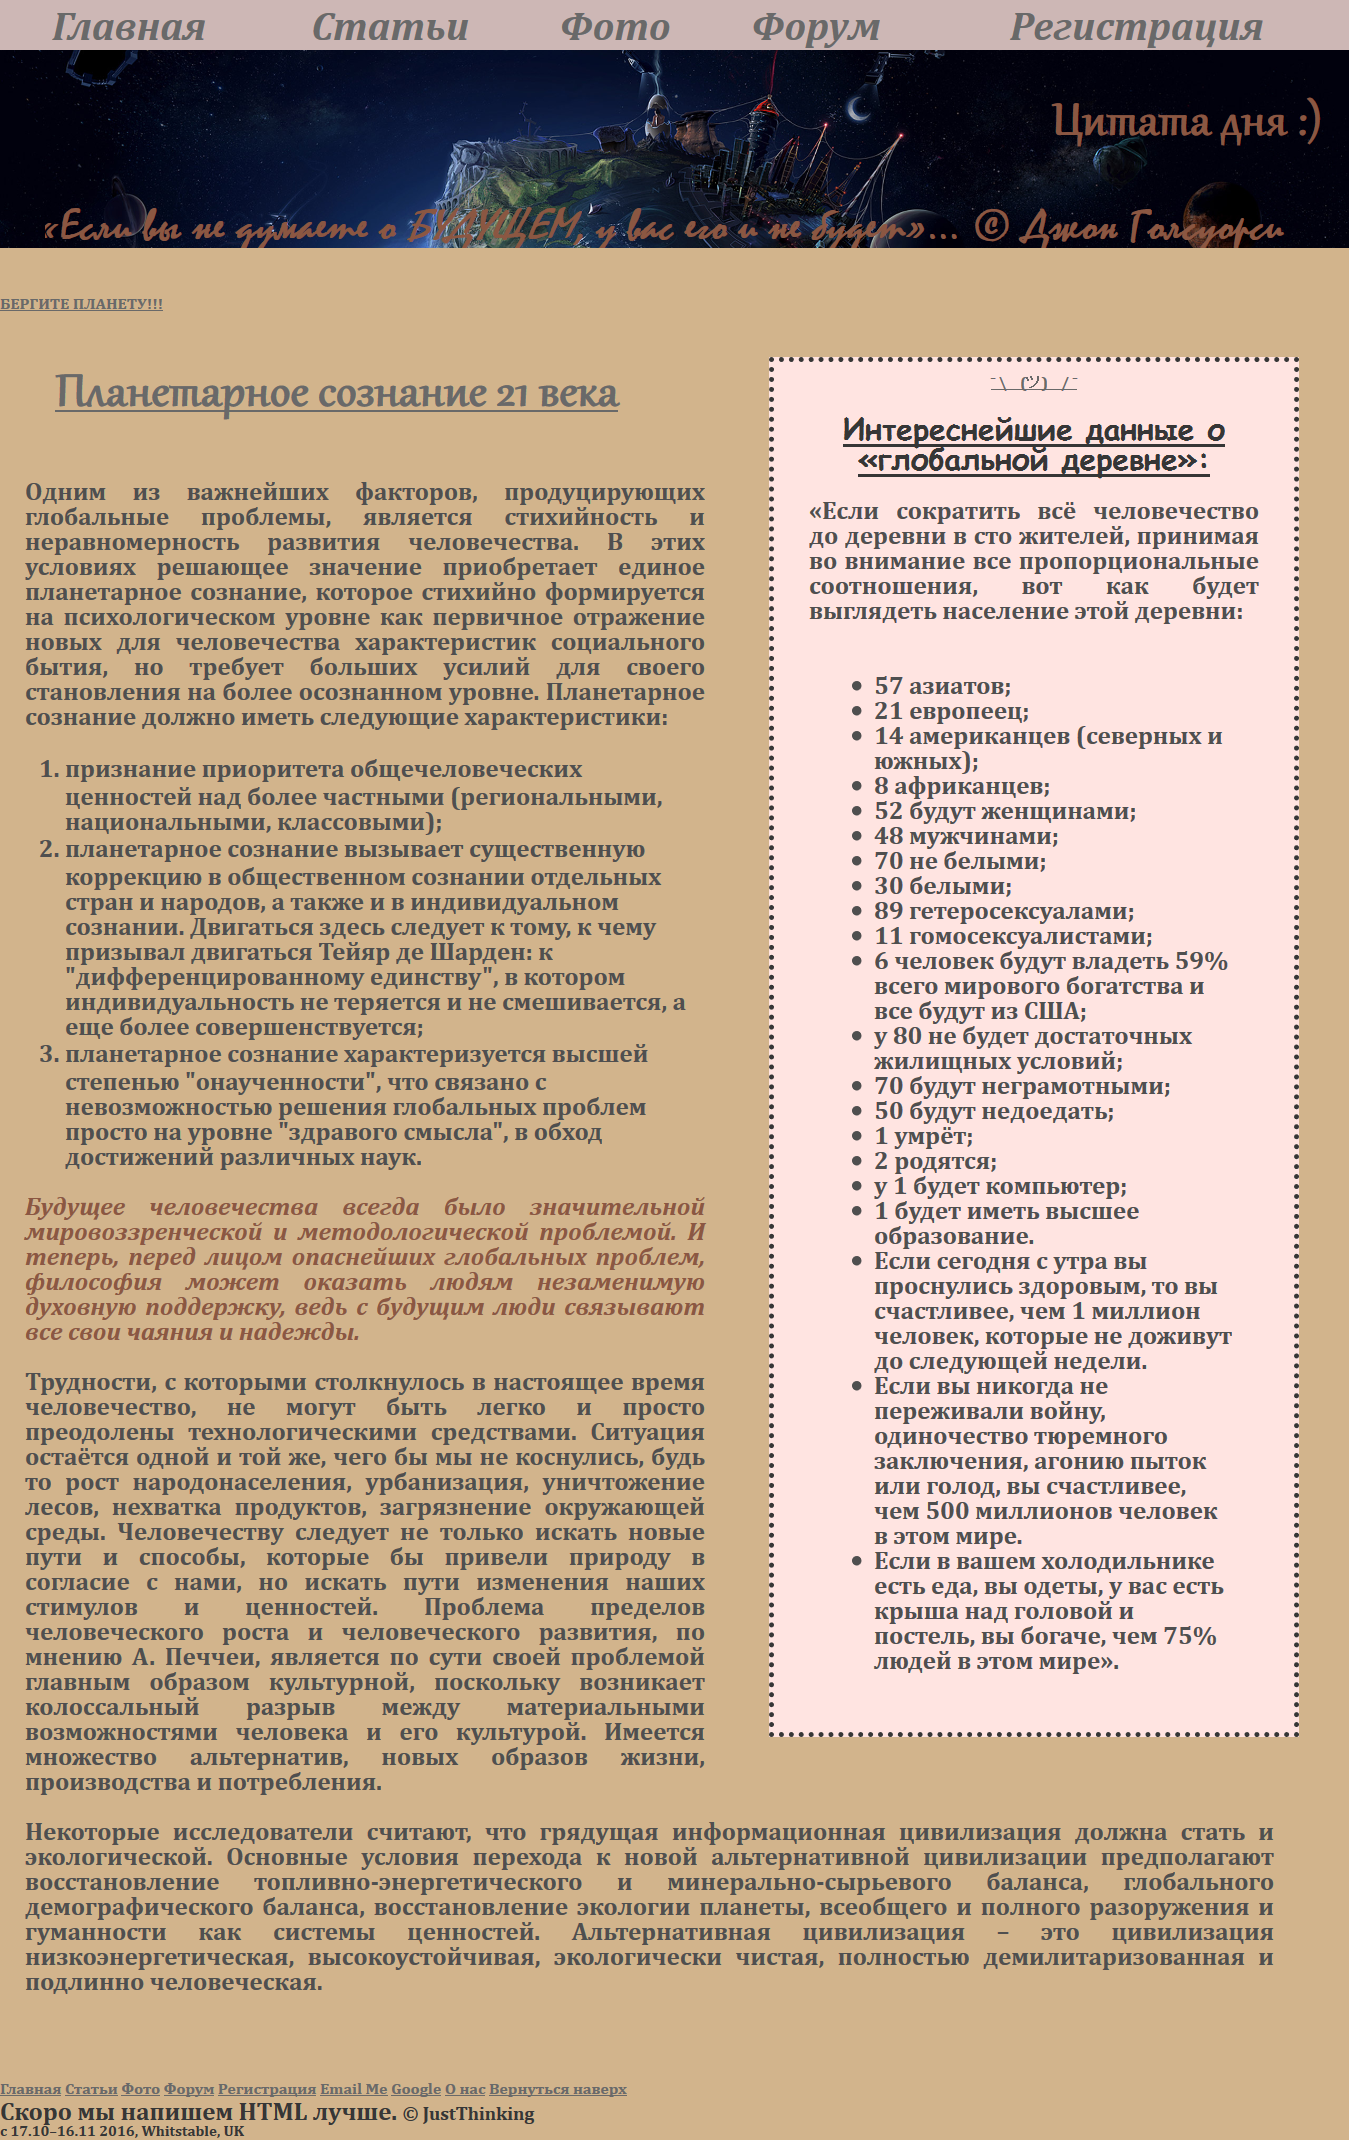 Главная Статьи Фото Форум Регистрация
Цитата дня :)
«Если вы не думаете о БУДУЩЕМ, у вас его и не будет»... © Джон Голсуорси
БЕРГИТЕ ПЛАНЕТУ!!!
Планетарное сознание 21 века
Одним из важнейших факторов, продуцирующих
глобальные проблемы, является стихийность и
неравномерность развития человечества. В этих
условиях решающее значение приобретает единое
планетарное сознание, которое стихийно формируется
на психологическом уровне как первичное отражение
новых для человечества характеристик социального
бытия, но требует больших усилий для своего
становления на более осознанном уровне. Планетарное
сознание должно иметь следующие характеристики:
1. признание приоритета общечеловеческих
ценностей над более частными (региональными,
национальными, классовыми);
2. планетарное сознание вызывает существенную
коррекцию в общественном сознании отдельных
стран и народов, а также и в индивидуальном
сознании. Двигаться здесь следует к тому, к чему
призывал двигаться Тейяр де Шарден: к
"дифференцированному единству", в котором
индивидуальность не теряется и не смешивается, а
еще более совершенствуется;
3. планетарное сознание характеризуется высшей
степенью "онаученности", что связано с
невозможностью решения глобальных проблем
просто на уровне "здравого смысла", в обход
достижений различных наук.
Будущее человечества всегда было значительной
мировоззренческой и методологической проблемой. И
теперь, перед лицом опаснейших глобальных проблем,
философия может оказать людям незаменимую
духовную поддержку, ведь с будущим люди связывают
все свои чаяния и надежды.
Трудности, с которыми столкнулось в настоящее время
человечество, не могут быть легко и просто
преодолены технологическими средствами. Ситуация
остаётся одной и той же, чего бы мы не коснулись, будь
то рост народонаселения, урбанизация, уничтожение
лесов, нехватка продуктов, загрязнение окружающей
среды. Человечеству следует не только искать новые
пути и способы, которые бы привели природу в
согласие с нами, но искать пути изменения наших
стимулов и ценностей. Проблема пределов
человеческого роста и человеческого развития, по
мнению А. Печчеи, является по сути своей проблемой
главным образом культурной, поскольку возникает
колоссальный разрыв между материальными
возможностями человека и его культурой. Имеется
множество альтернатив, новых образов жизни,
производства и потребления.
¯\_(ツ)_/¯
Интереснейшие данные о
«глобальной деревне»:
«Если сократить всё человечество
до деревни в сто жителей, принимая
во внимание все пропорциональные
соотношения, вот как будет
выглядеть население этой деревни:
• 57 азиатов;
• 21 европеец;
• 14 американцев (северных и
южных);
• 8 африканцев;
• 52 будут женщинами;
• 48 мужчинами;
• 70 не белыми;
• 30 белыми;
• 89 гетеросексуалами;
• 11 гомосексуалистами;
• 6 человек будут владеть 59%
всего мирового богатства и
все будут из США;
• у 80 не будет достаточных
жилищных условий;
• 70 будут неграмотными;
• 50 будут недоедать;
• 1 умрёт;
• 2 родятся;
• у 1 будет компьютер;
• 1 будет иметь высшее
образование.
• Если сегодня с утра вы
проснулись здоровым, то вы
счастливее, чем 1 миллион
человек, которые не доживут
до следующей недели.
• Если вы никогда не
переживали войну,
одиночество тюремного
заключения, агонию пыток
или голод, вы счастливее,
чем 500 миллионов человек
в этом мире.
• Если в вашем холодильнике
есть еда, вы одеты, у вас есть
крыша над головой и
постель, вы богаче, чем 75%
людей в этом мире».
Некоторые исследователи считают, что грядущая информационная цивилизация должна стать и
экологической. Основные условия перехода к новой альтернативной цивилизации предполагают
восстановление топливно-энергетического и минерально-сырьевого баланса, глобального
демографического баланса, восстановление экологии планеты, всеобщего и полного разоружения и
гуманности как системы ценностей. Альтернативная цивилизация – это цивилизация
низкоэнергетическая, высокоустойчивая, экологически чистая, полностью демилитаризованная и
подлинно человеческая.
Главная Статьи Фото Форум Регистрация Email Me Google О нас Вернуться наверх
Скоро мы напишем HTML лучше. © JustThinking
с 17.10–16.11 2016, Whitstable, UK